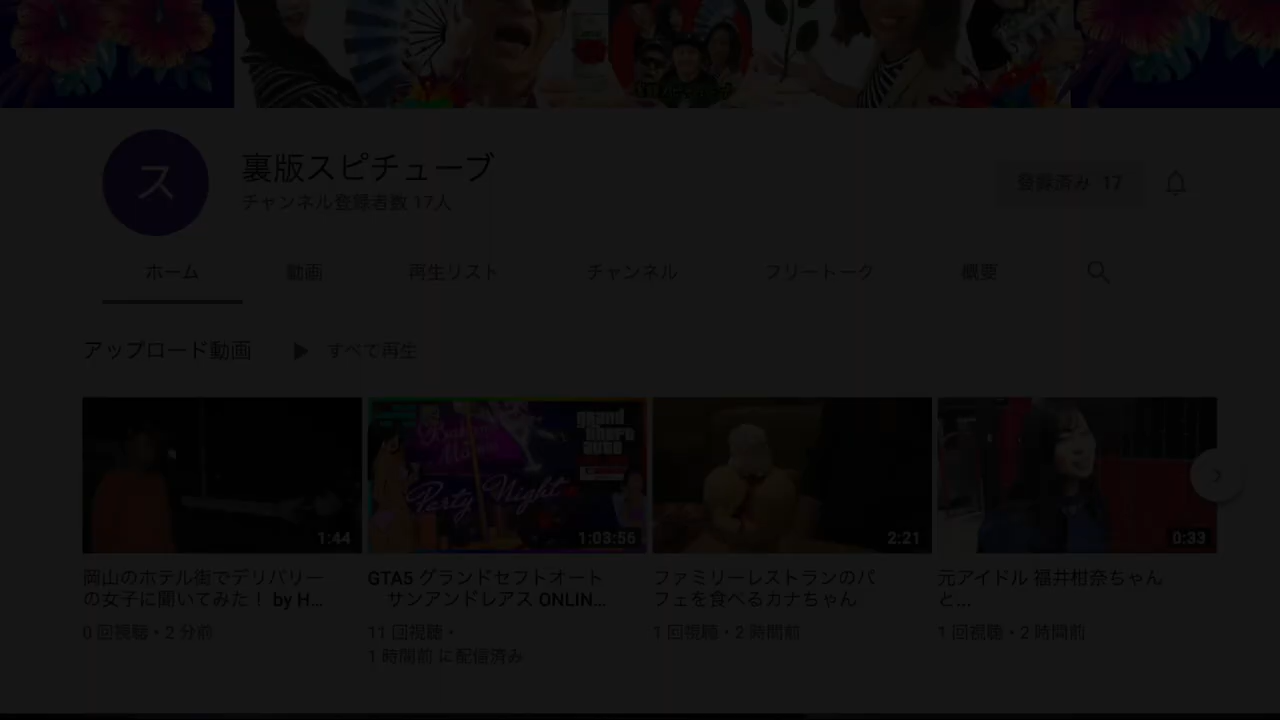 裏版スピチューブ
チャンネル登録者数 17人
登録済み 17
ホーム
動画
再生リスト
チャンネル
フリートーク
概要
アップロード動画
すべて再生
1:44
Party Night
grand
theft
auto
1:03:56
2:21
0:33
岡山のホテル街でデリバリー
の女子に聞いてみた！ by H...
0 回視聴・2 分前
GTA5 グランドセフトオート
サンアンドレアス ONLIN...
11 回視聴・
1 時間前 に配信済み
ファミリーレストランのパ
フェを食べるカナちゃん
1 回視聴・2 時間前
元アイドル 福井柑奈ちゃん
と...
1 回視聴・2 時間前
ス